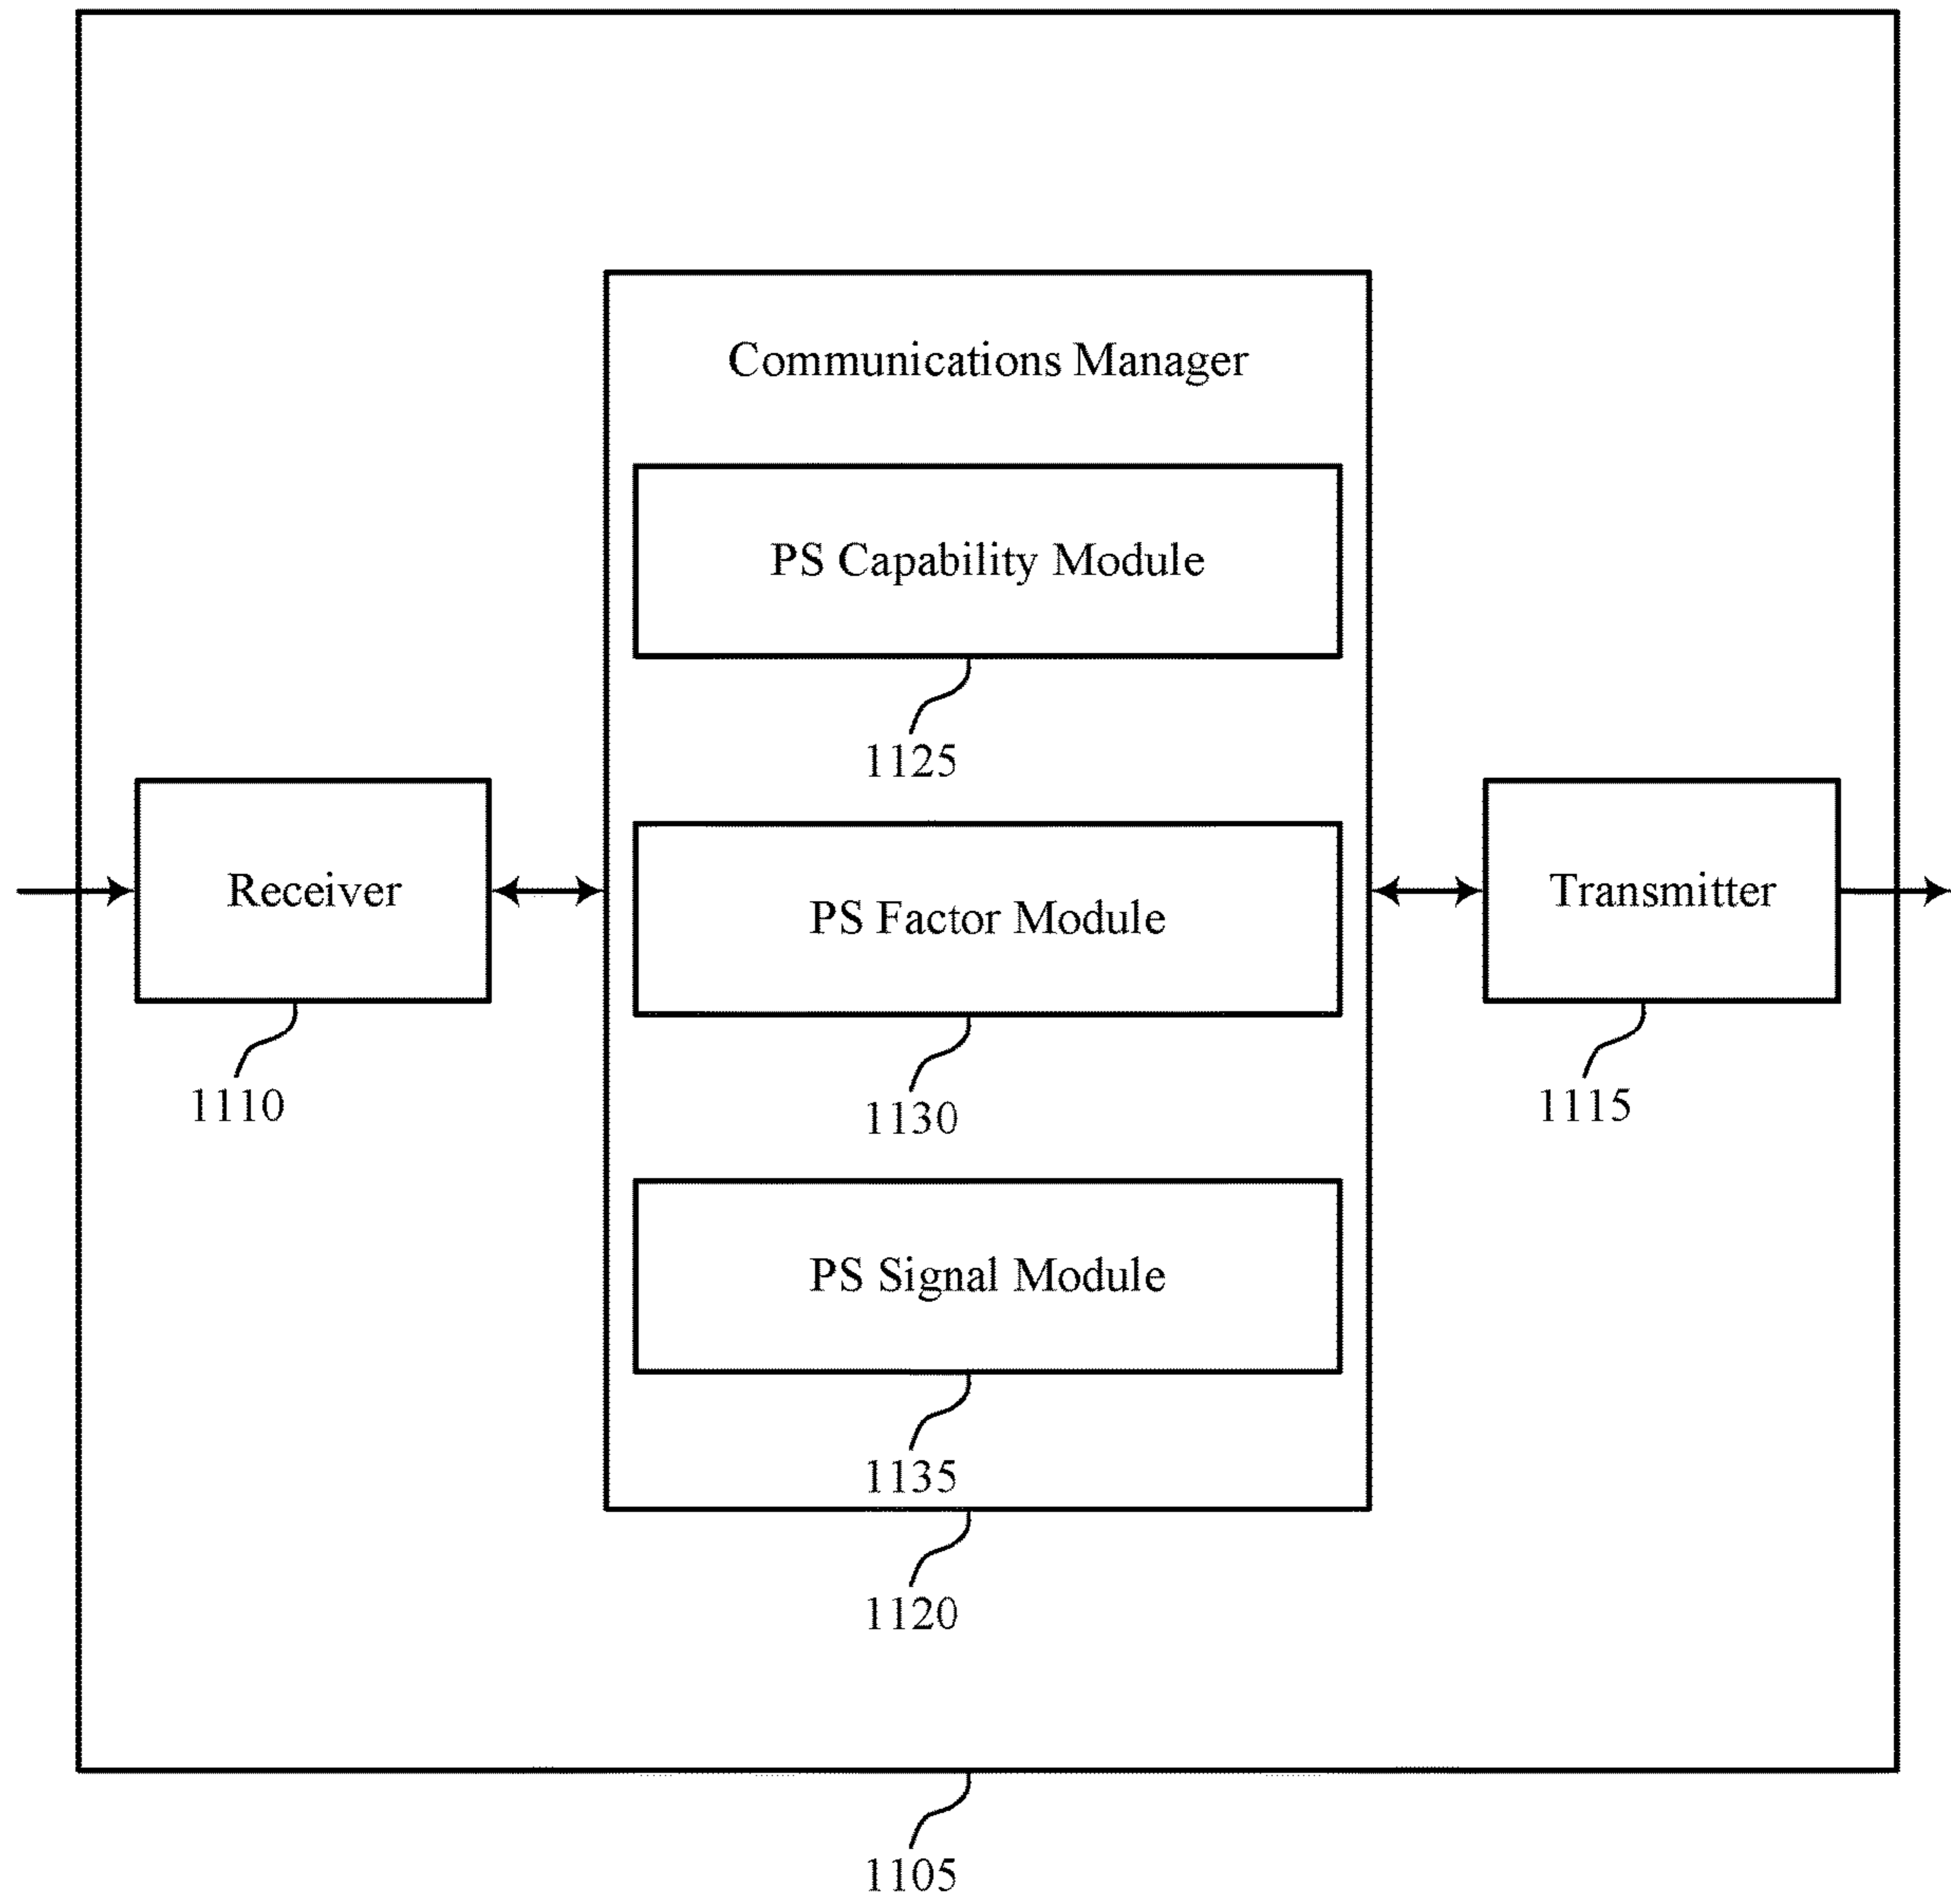 Communications Manager
PS Capability Module
1125
Receiver
PS Factor Module
Transmitter
1110
1130
1115
PS Signal Module
1135
1120
1105